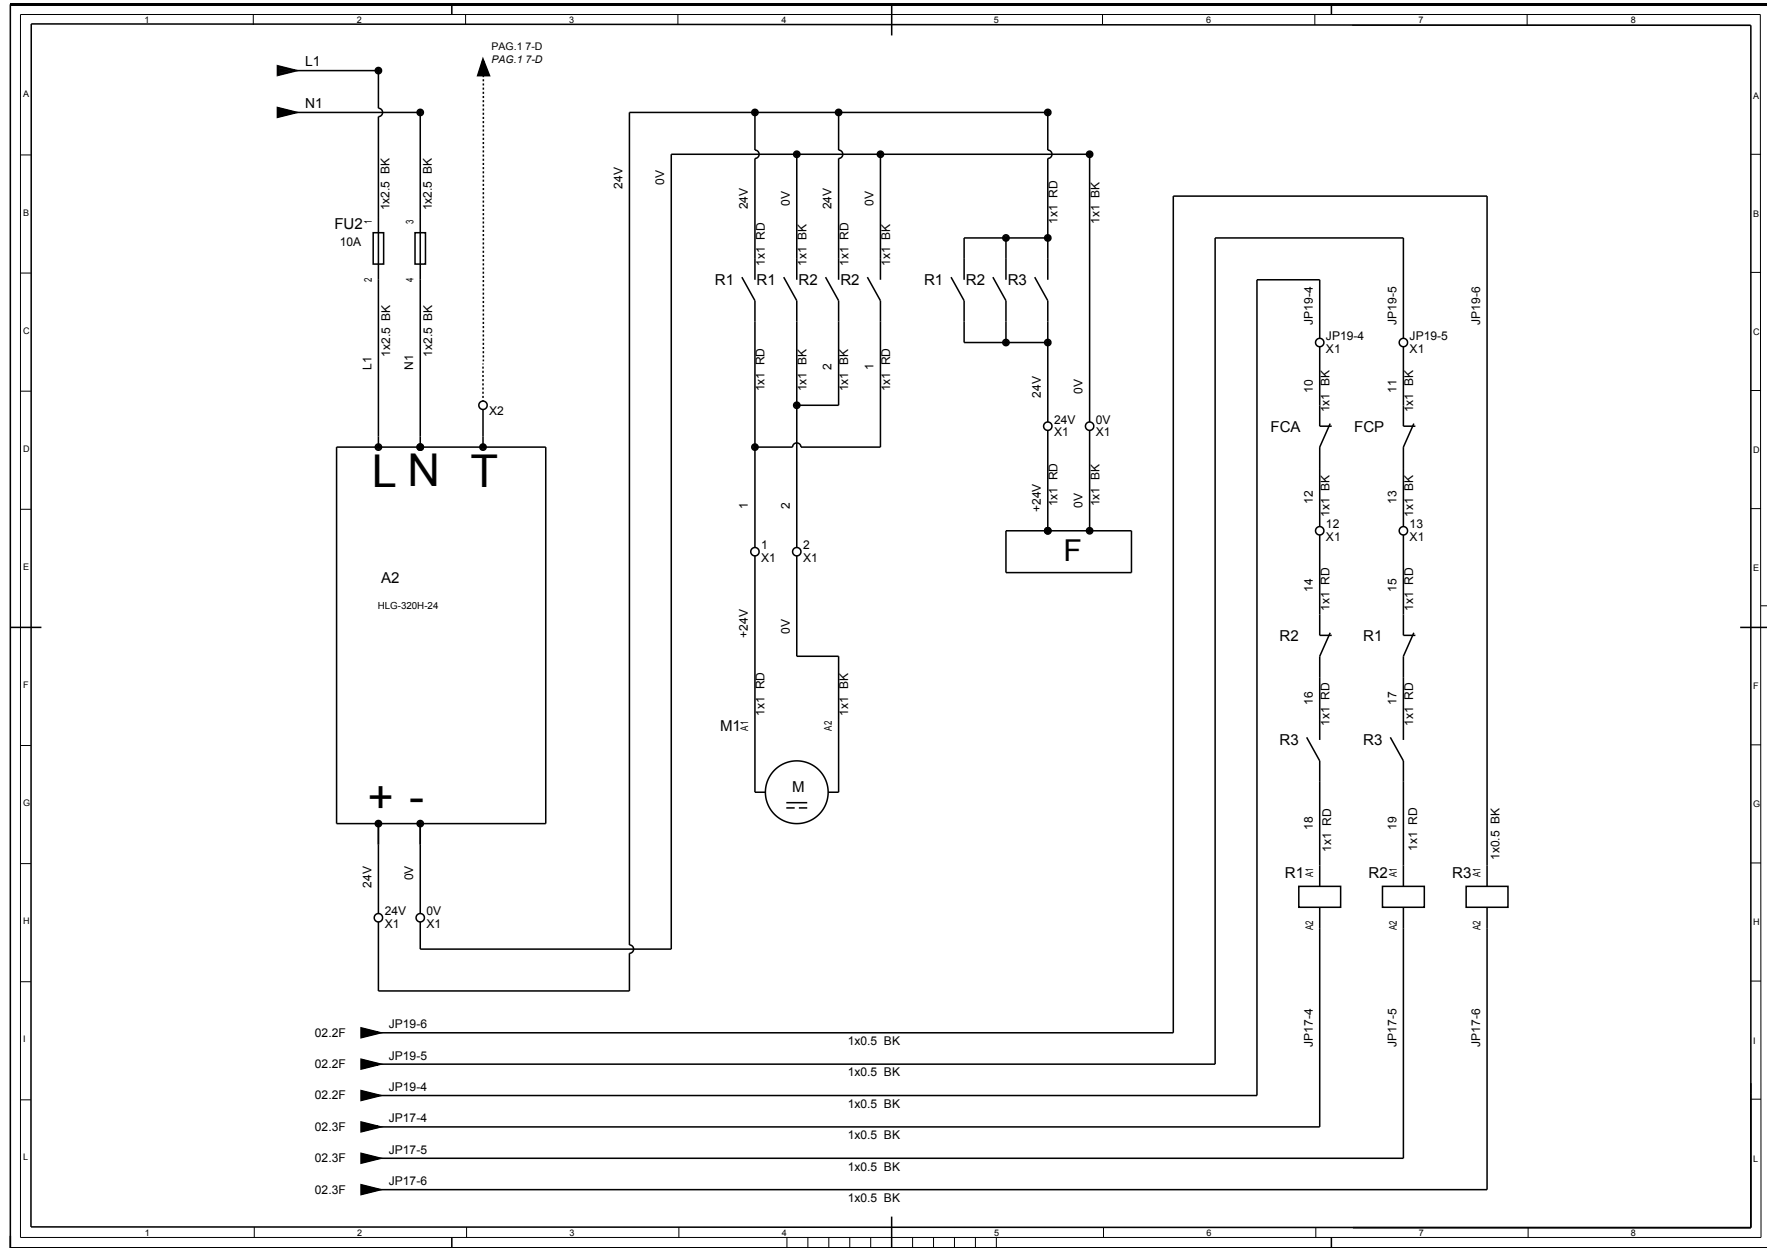 1 2 3 4 5 6 7 8
A A
B B
C C
D D
E E
F F
G G
H H
I I
L L
PAG.1 7-D
PAG.1 7-D
L1
N1
1x2.5 BK
1x2.5 BK
FU2
10A
1
3
2
4
1x2.5 BK
1x2.5 BK
L1
N1
X2
L N T
A2
HLG-320H-24
+ -
24V
0V
24V
X1
0V
X1
24V
0V
24V
0V
24V
0V
1x1 RD
1x1 BK
1x1 RD
1x1 BK
R1 R1 R2 R2
1x1 RD
1x1 BK
2
1x1 BK
1
1x1 RD
1
2
1
X1
2
X1
+24V
0V
1x1 RD
1x1 BK
M1
A1
A2
M
1x1 RD
1x1 BK
R1 R2 R3
24V
0V
24V
X1
0V
X1
+24V
1x1 RD
0V
1x1 BK
F
JP19-4
JP19-5
JP19-6
JP19-4
X1
JP19-5
X1
10
1x1 BK
11
1x1 BK
FCA
FCP
12
1x1 BK
13
1x1 BK
12
X1
13
X1
14
1x1 RD
15
1x1 RD
R2
R1
16
1x1 RD
17
1x1 RD
R3
R3
18
1x1 RD
19
1x1 RD
1x0.5 BK
R1
A1
R2
A1
R3
A1
A2
A2
A2
JP17-4
JP17-5
JP17-6
02.2F JP19-6
1x0.5 BK
02.2F JP19-5
1x0.5 BK
02.2F JP19-4
1x0.5 BK
02.3F JP17-4
1x0.5 BK
02.3F JP17-5
1x0.5 BK
02.3F JP17-6
1x0.5 BK
1 2 3 4 5 6 7 8